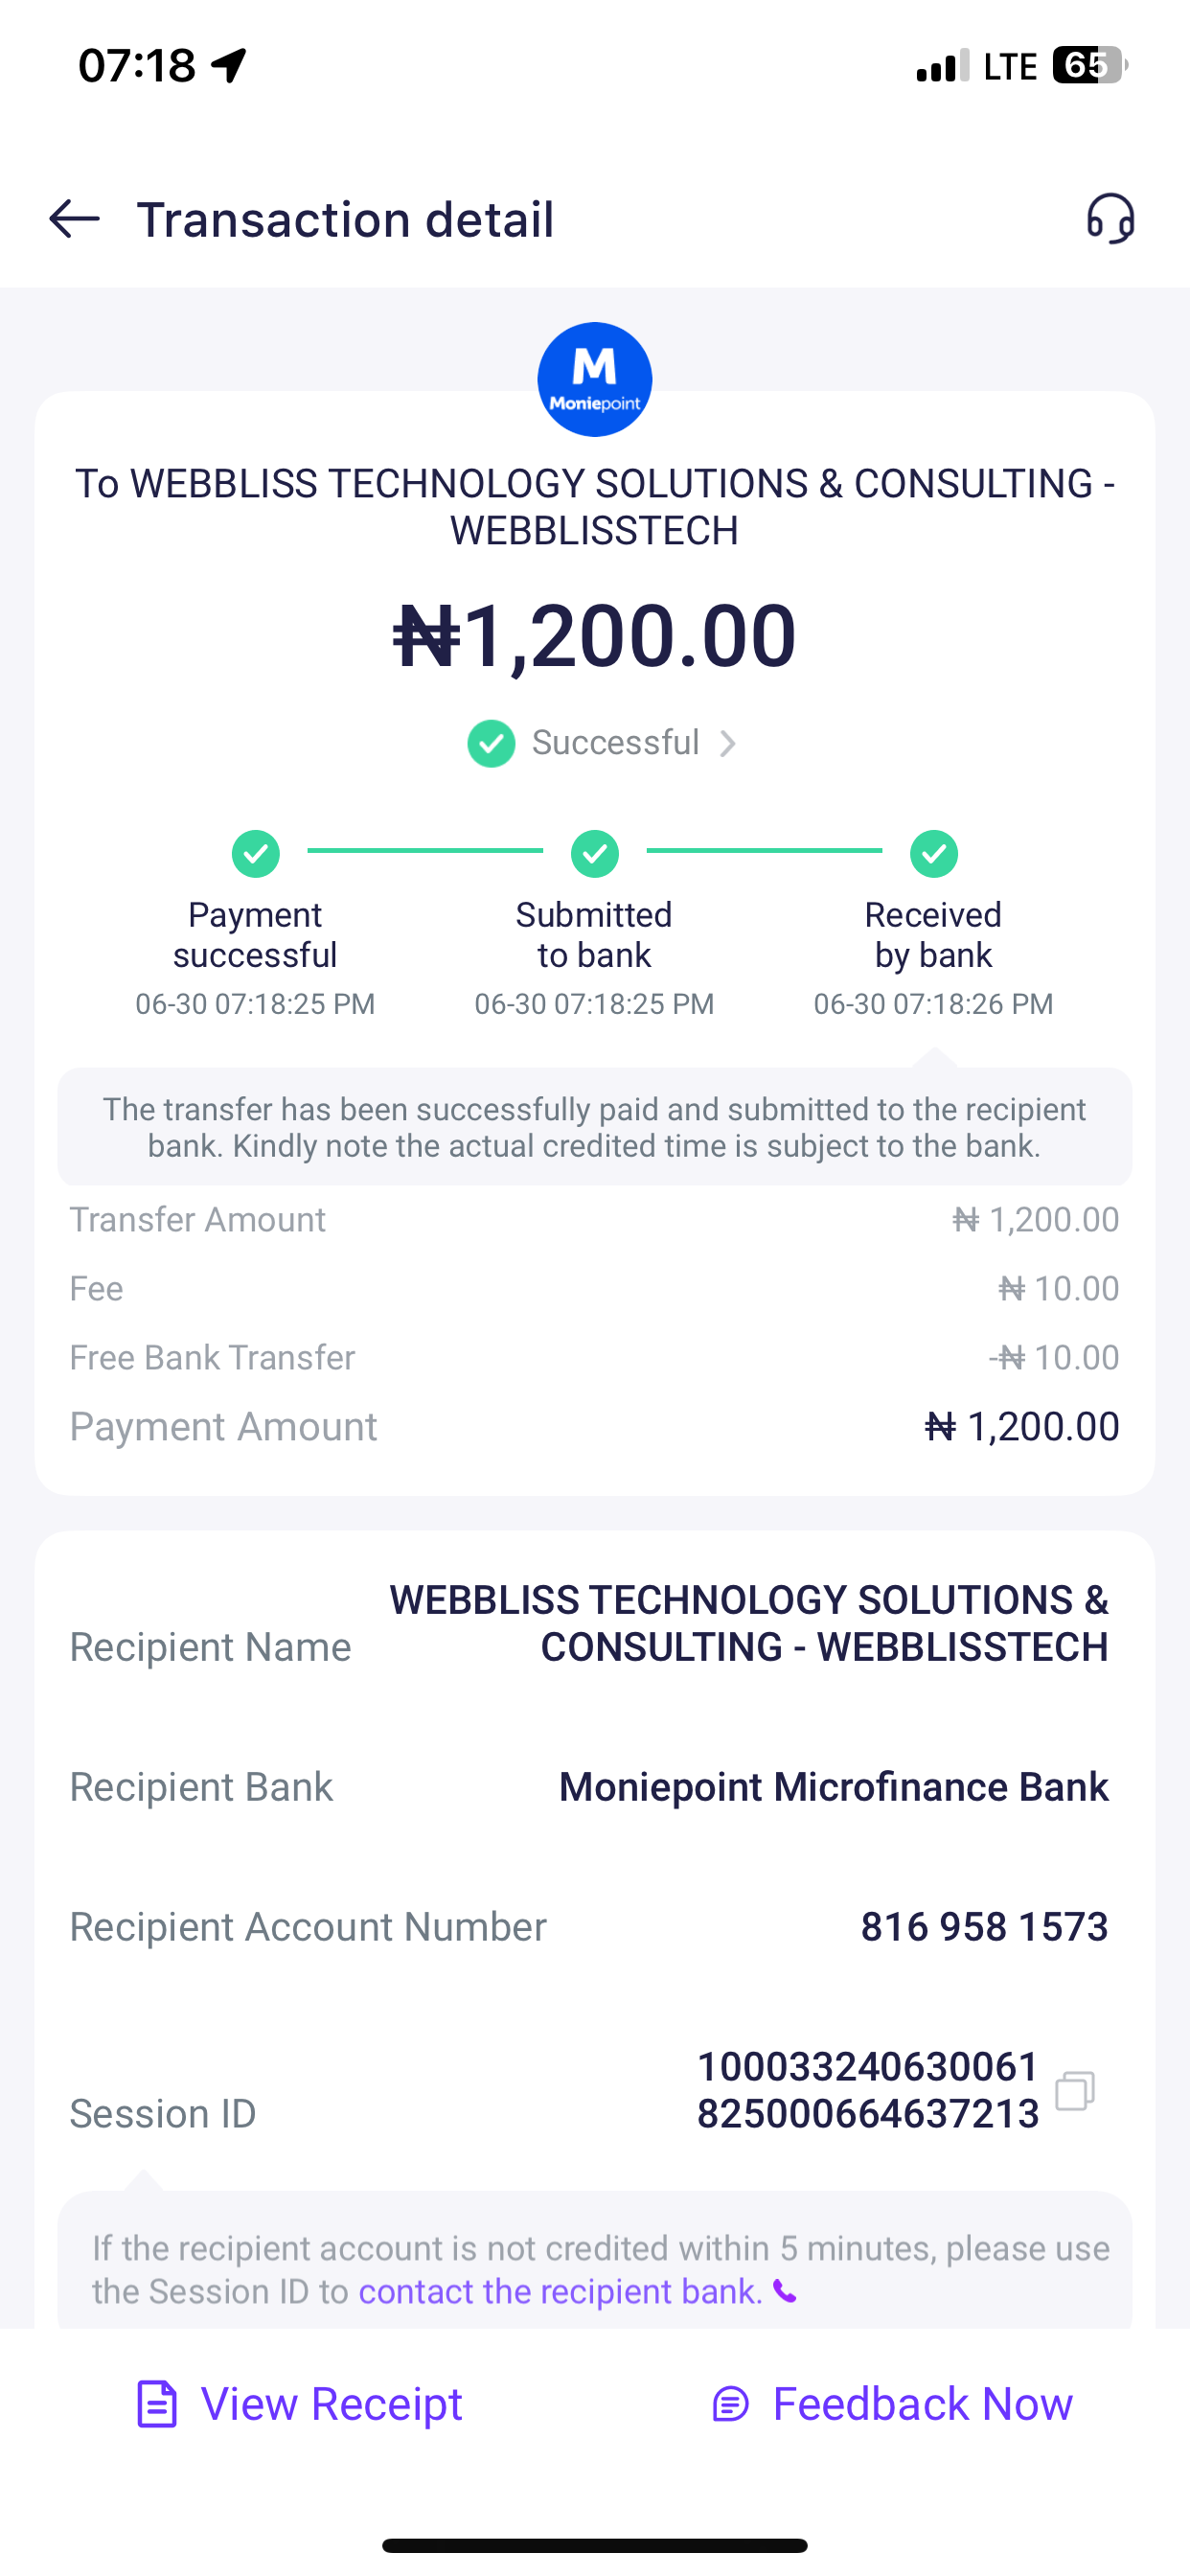 07:18
LTE 65
Transaction detail
M
Moniepoint
To WEBBLISS TECHNOLOGY SOLUTIONS & CONSULTING -
WEBBLISSTECH
₦1,200.00
Successful
Payment
successful
06-30 07:18:25 PM
Submitted
to bank
06-30 07:18:25 PM
Received
by bank
06-30 07:18:26 PM
The transfer has been successfully paid and submitted to the recipient
bank. Kindly note the actual credited time is subject to the bank.
Transfer Amount ₦ 1,200.00
Fee ₦ 10.00
Free Bank Transfer -₦ 10.00
Payment Amount ₦ 1,200.00
Recipient Name WEBBLISS TECHNOLOGY SOLUTIONS &
CONSULTING - WEBBLISSTECH
Recipient Bank Moniepoint Microfinance Bank
Recipient Account Number 816 958 1573
Session ID 100033240630061
825000664637213
If the recipient account is not credited within 5 minutes, please use
the Session ID to contact the recipient bank.
View Receipt
Feedback Now